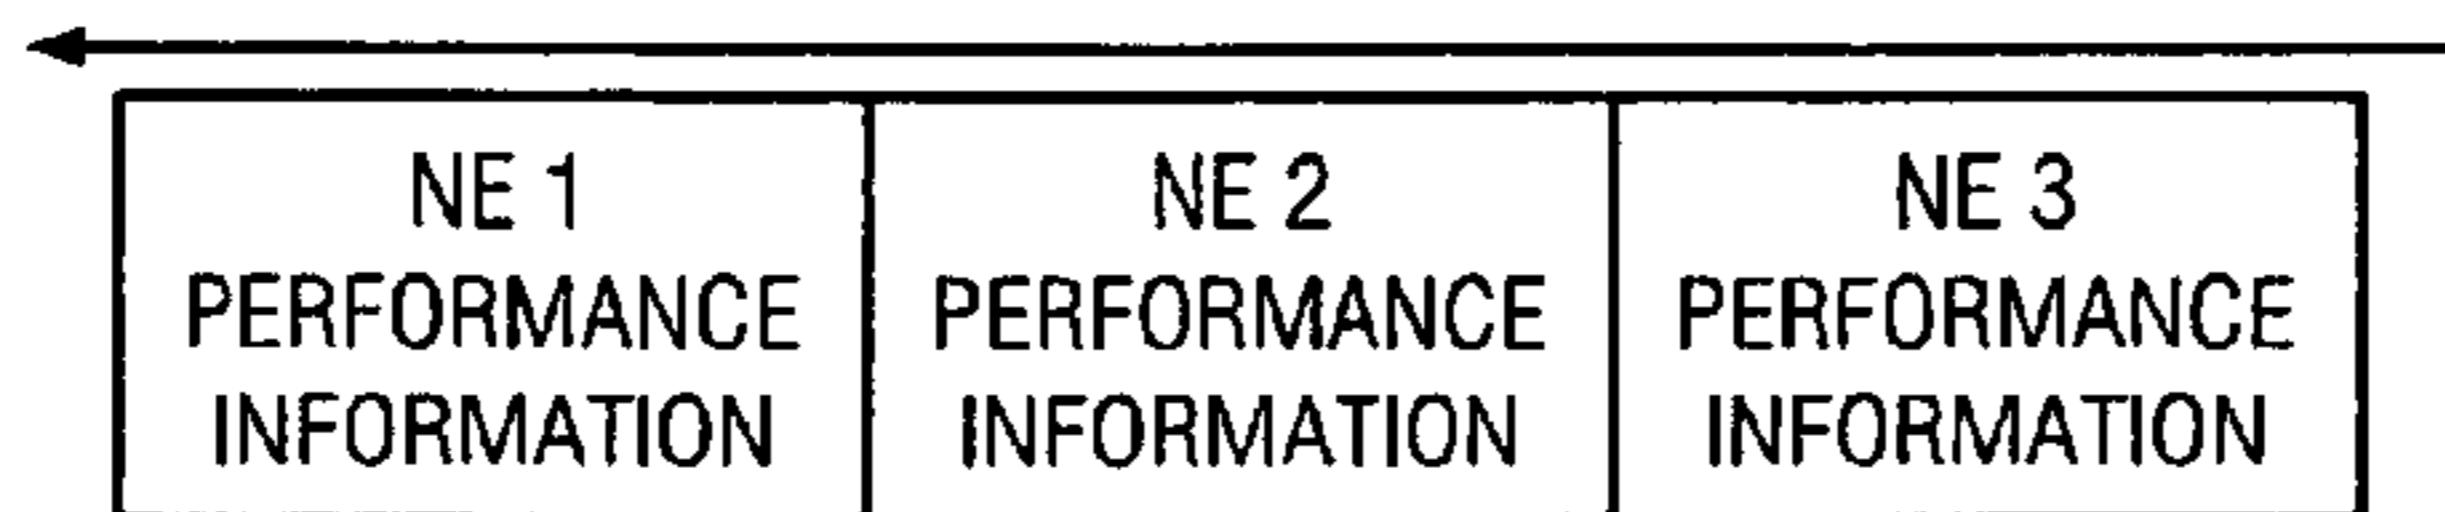 NE 1
PERFORMANCE
INFORMATION
NE 2
PERFORMANCE
INFORMATION
NE 3
PERFORMANCE
INFORMATION